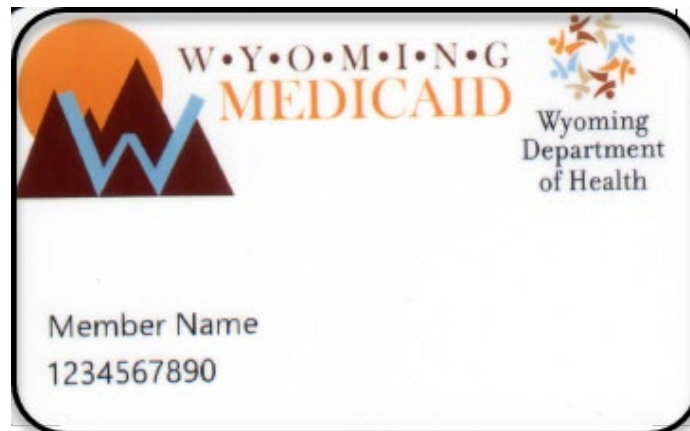 W•Y•O•M•I•N•G
MEDICAID
Wyoming
Department
of Health
Member Name
1234567890